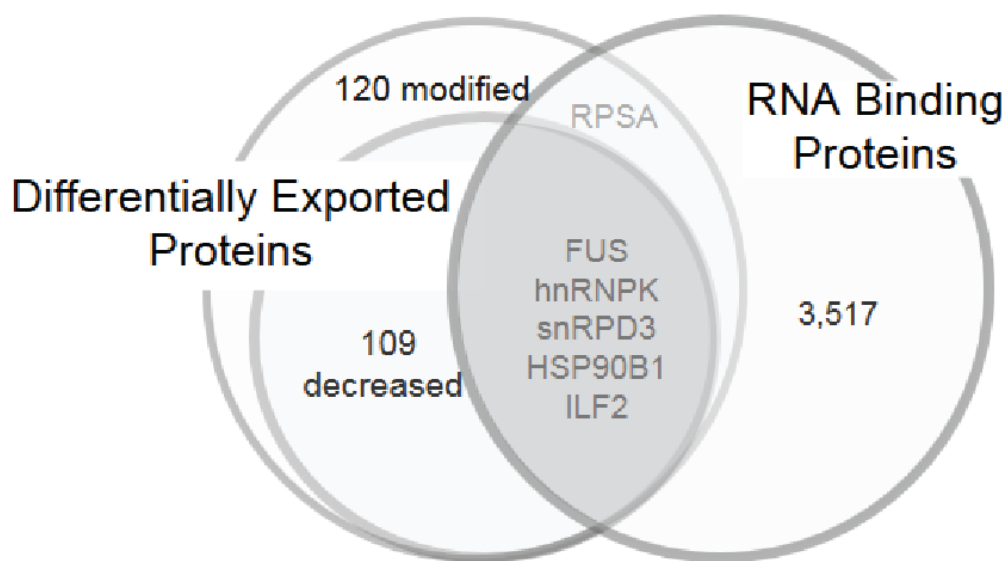 120 modified
RPSA
RNA Binding
Proteins
Differentially Exported
Proteins
FUS
hnRNPK
snRPD3
HSP90B1
ILF2
3,517
109
decreased